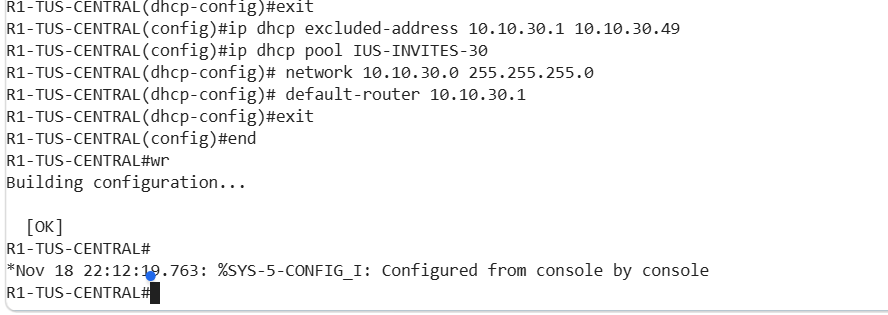 R1-TUS-CENTRAL(dhcp-config)#exit
R1-TUS-CENTRAL(config)#ip dhcp excluded-address 10.10.30.1 10.10.30.49
R1-TUS-CENTRAL(config)#ip dhcp pool IUS-INVITES-30
R1-TUS-CENTRAL(dhcp-config)# network 10.10.30.0 255.255.255.0
R1-TUS-CENTRAL(dhcp-config)# default-router 10.10.30.1
R1-TUS-CENTRAL(dhcp-config)#exit
R1-TUS-CENTRAL(config)#end
R1-TUS-CENTRAL#wr
Building configuration...
[OK]
R1-TUS-CENTRAL#
*Nov 18 22:12:19.763: %SYS-5-CONFIG_I: Configured from console by console
R1-TUS-CENTRAL#